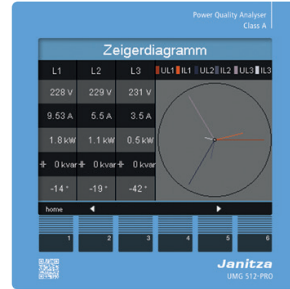 Power Quality Analyser
Class A
Zeigerdiagramm
L1 L2 L3 UL1 IL1 UL2 IL2 UL3 IL3
228 V 229 V 231 V
9.53 A 5.5 A 3.5 A
1.8 kW 1.1 kW 0.5 kW
0 kvar 0 kvar 0 kvar
-14 ° -19 ° -42 °
home
1 2 3 4 5 6
Janitza
UMG 512-PRO